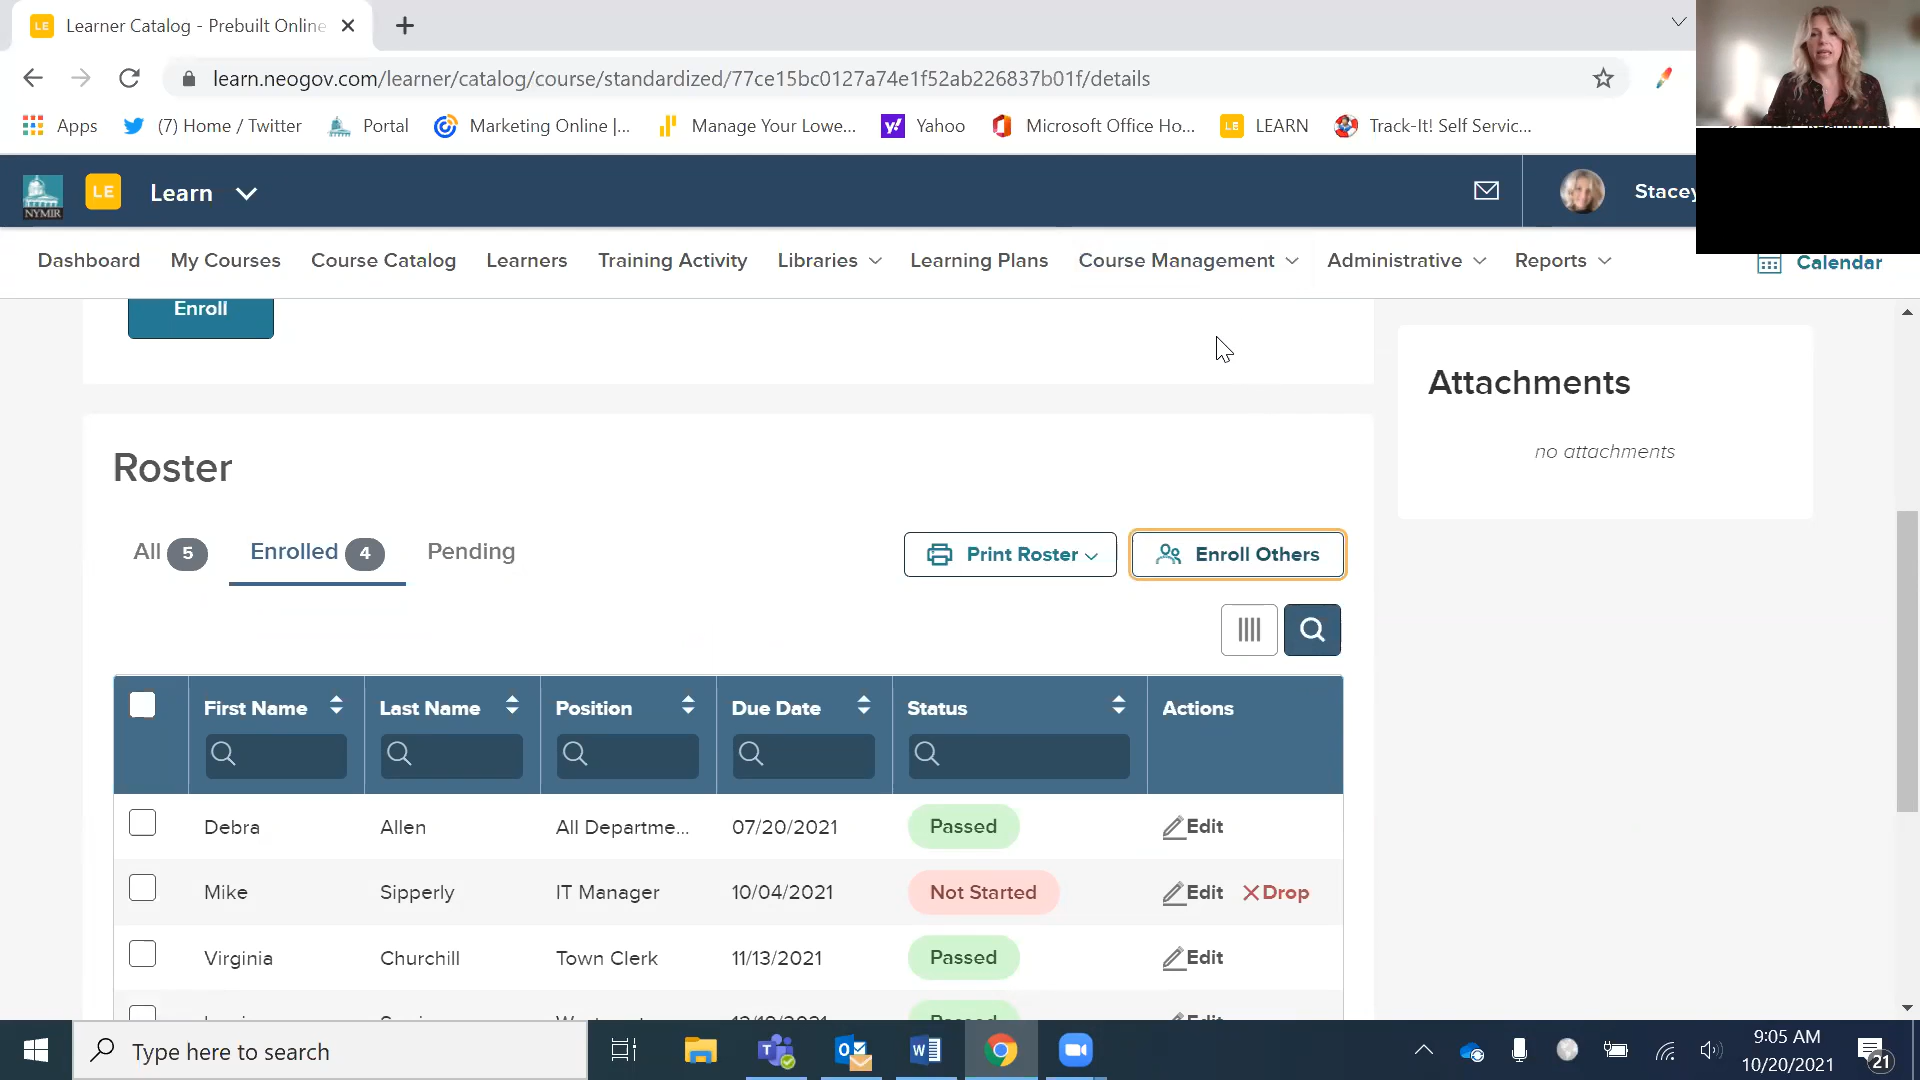 LE Learner Catalog - Prebuilt Online
learn.neogov.com/learner/catalog/course/standardized/77ce15bc0127a74e1f52ab226837b01f/details
Apps (7) Home / Twitter Portal Marketing Online |... Manage Your Lowe... Yahoo Microsoft Office Ho... LE LEARN Track-It! Self Servic...
NYMIR LE Learn Stacey
Dashboard My Courses Course Catalog Learners Training Activity Libraries Learning Plans Course Management Administrative Reports Calendar
Enroll
Attachments
no attachments
Roster
All 5 Enrolled 4 Pending Print Roster Enroll Others
First Name Last Name Position Due Date Status Actions
Debra Allen All Departme... 07/20/2021 Passed Edit
Mike Sipperly IT Manager 10/04/2021 Not Started Edit Drop
Virginia Churchill Town Clerk 11/13/2021 Passed Edit
Passed Edit
Type here to search
9:05 AM
10/20/2021
21